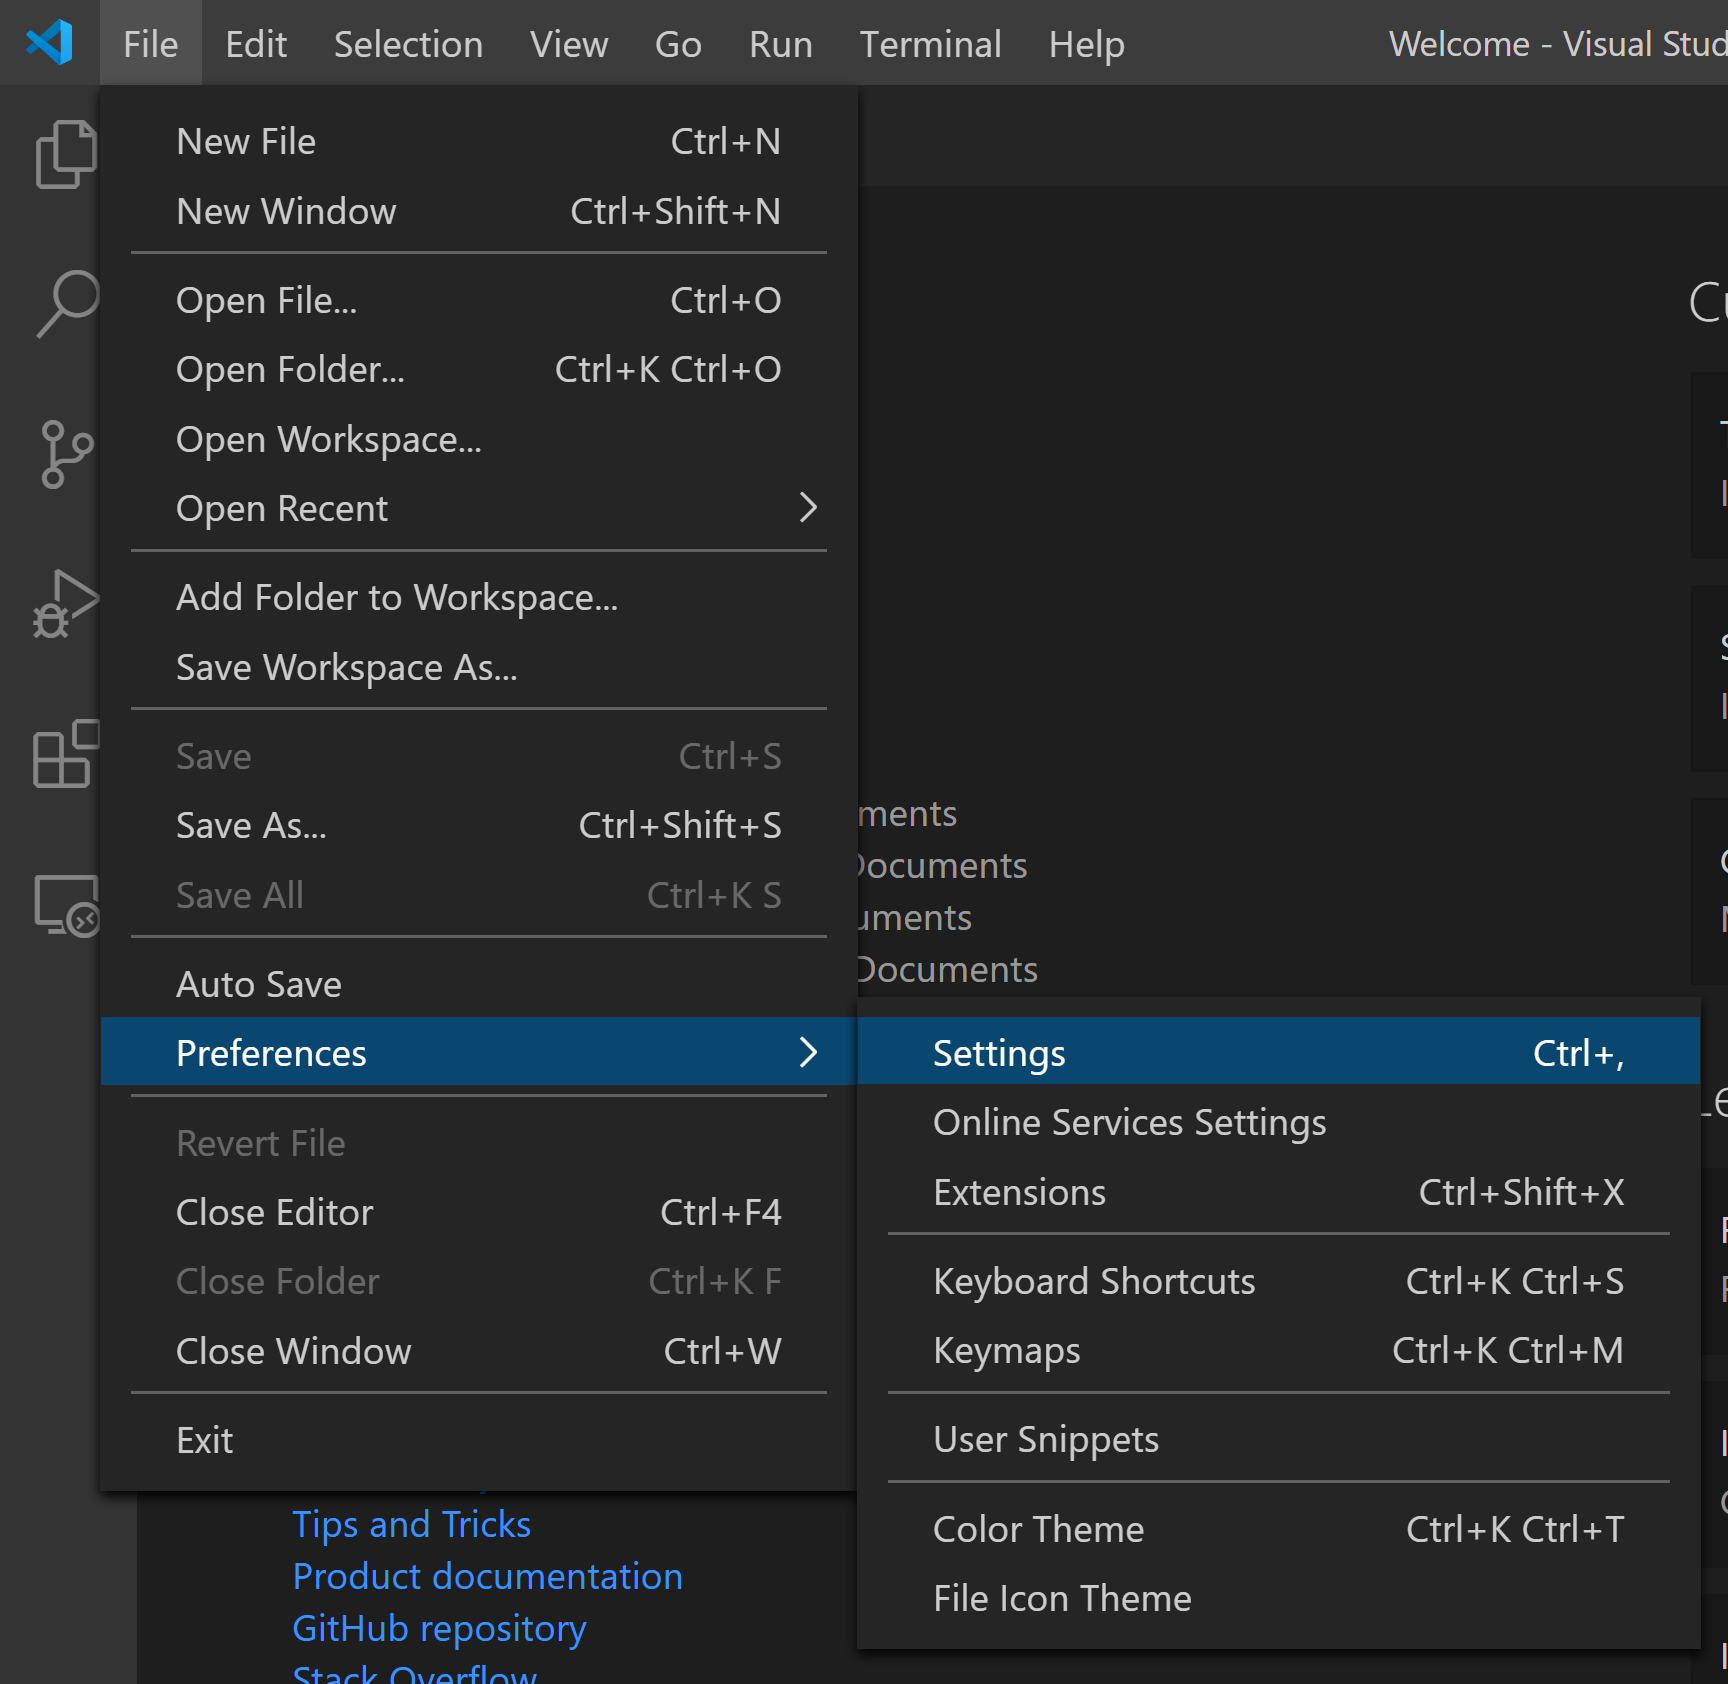 File Edit Selection View Go Run Terminal Help Welcome - Visual Stud
New File Ctrl+N
New Window Ctrl+Shift+N
Open File... Ctrl+O
Open Folder... Ctrl+K Ctrl+O
Open Workspace...
Open Recent
Add Folder to Workspace...
Save Workspace As...
Save Ctrl+S
Save As... Ctrl+Shift+S
Save All Ctrl+K S
Auto Save
Preferences
Revert File
Close Editor Ctrl+F4
Close Folder Ctrl+K F
Close Window Ctrl+W
Exit
ments
Documents
uments
Documents
Settings Ctrl+,
Online Services Settings
Extensions Ctrl+Shift+X
Keyboard Shortcuts Ctrl+K Ctrl+S
Keymaps Ctrl+K Ctrl+M
User Snippets
Color Theme Ctrl+K Ctrl+T
File Icon Theme
Tips and Tricks
Product documentation
GitHub repository
Stack Overflow
Cu
Le